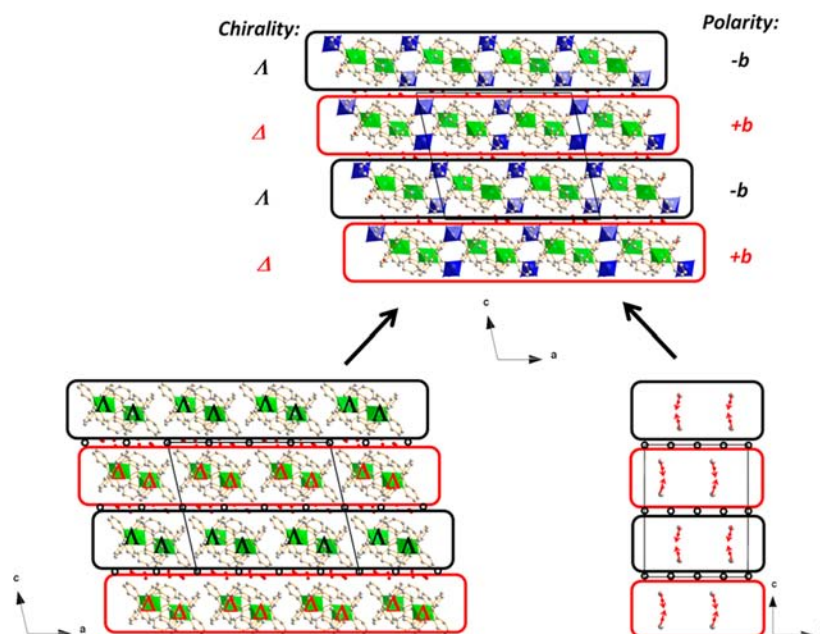 Chirality: Polarity:
Λ -b
Δ +b
Λ -b
Δ +b
c
a
Λ Λ Λ Λ Λ Λ Λ Λ
Δ Δ Δ Δ Δ Δ Δ Δ
Λ Λ Λ Λ Λ Λ Λ Λ
Δ Δ Δ Δ Δ Δ Δ Δ
c
a
c